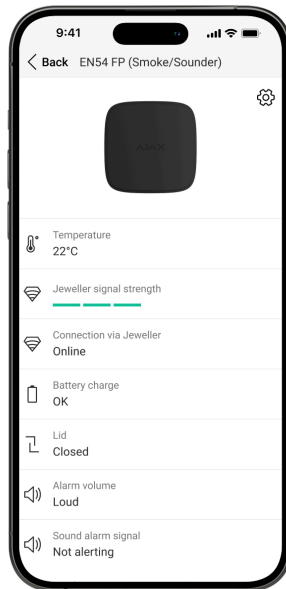 9:41
Back EN54 FP (Smoke/Sounder)
AJAX
Temperature
22°C
Jeweller signal strength
Connection via Jeweller
Online
Battery charge
OK
Lid
Closed
Alarm volume
Loud
Sound alarm signal
Not alerting